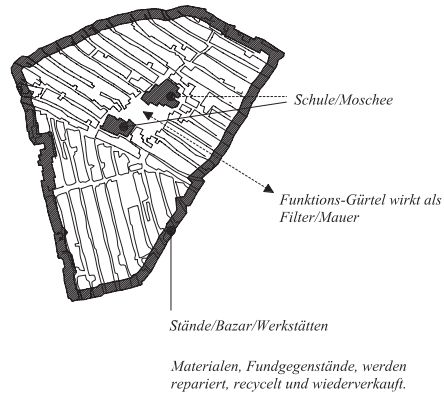 Schule/Moschee
Funktions-Gürtel wirkt als
Filter/Mauer
Stände/Bazar/Werkstätten
Materialen, Fundgegenstände, werden
repariert, recycelt und wiederverkauft.